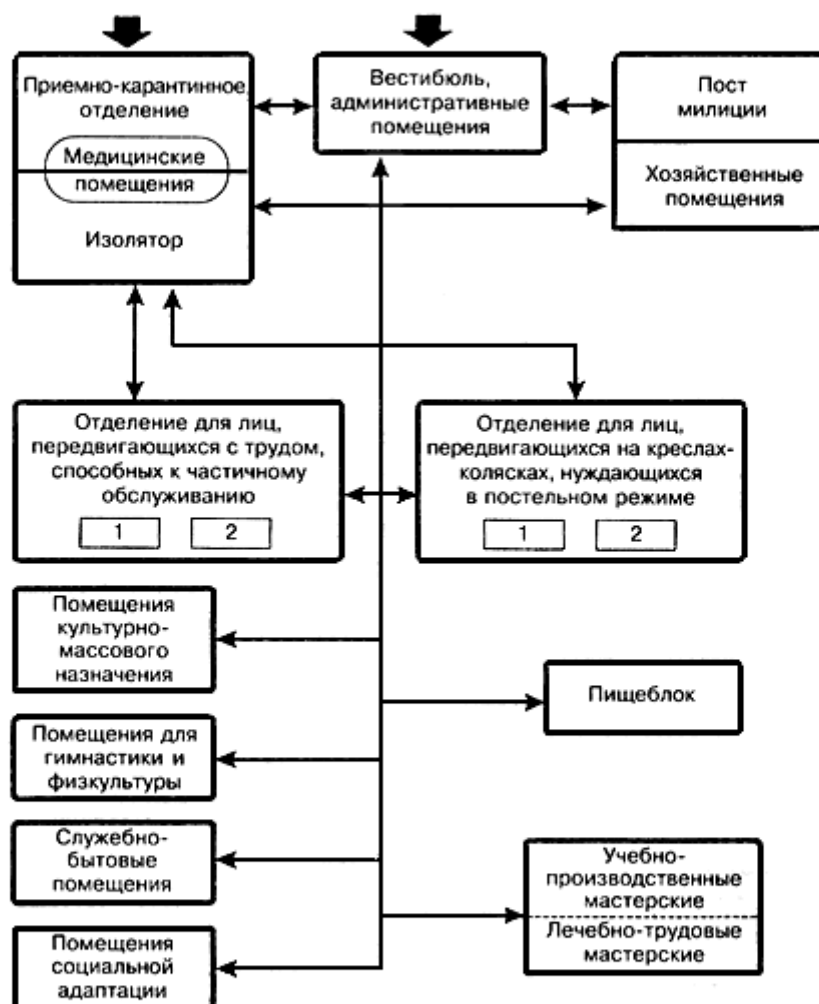 Приемно-карантинное
отделение
Медицинские
помещения
Изолятор
Вестибюль,
административные
помещения
Пост
милиции
Хозяйственные
помещения
Отделение для лиц,
передвигающихся с трудом,
способных к частичному
обслуживанию
1
2
Отделение для лиц,
передвигающихся на креслах-
колясках, нуждающихся
в постельном режиме
1
2
Помещения
культурно-
массового
назначения
Пищеблок
Помещения для
гимнастики и
физкультуры
Служебно-
бытовые
помещения
Учебно-
производственные
мастерские
Лечебно-трудовые
мастерские
Помещения
социальной
адаптации